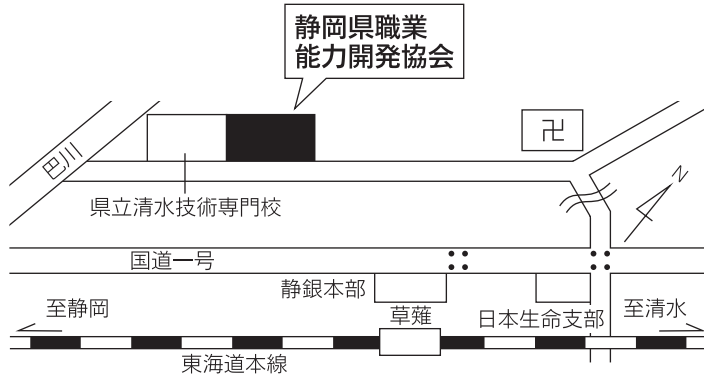 静岡県職業
能力開発協会
卍
巴川
N
県立清水技術専門校
国道一号
静銀本部
至静岡
草薙
日本生命支部
至清水
東海道本線